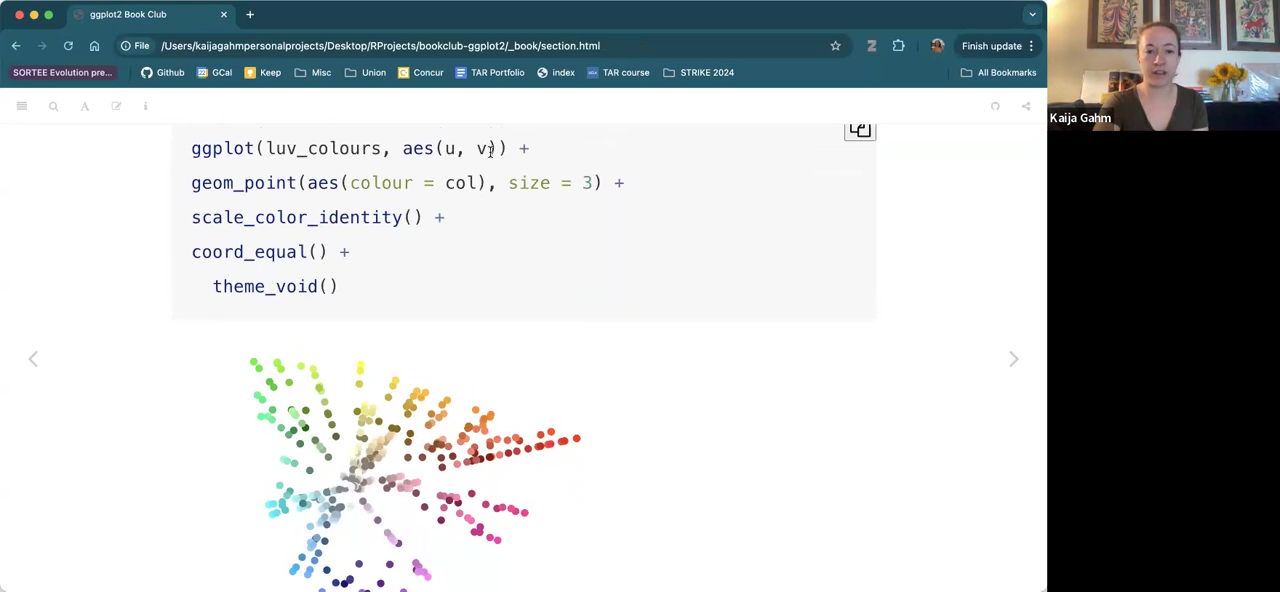 ggplot2 Book Club
File /Users/kaijagahmpersonalprojects/Desktop/RProjects/bookclub-ggplot2/_book/section.html Finish update
SORTEE Evolution pre... Github GCal Keep Misc Union Concur TAR Portfolio index TAR course STRIKE 2024 All Bookmarks
Kaija Gahm
ggplot(luv_colours, aes(u, v)) +
geom_point(aes(colour = col), size = 3) +
scale_color_identity() +
coord_equal() +
theme_void()